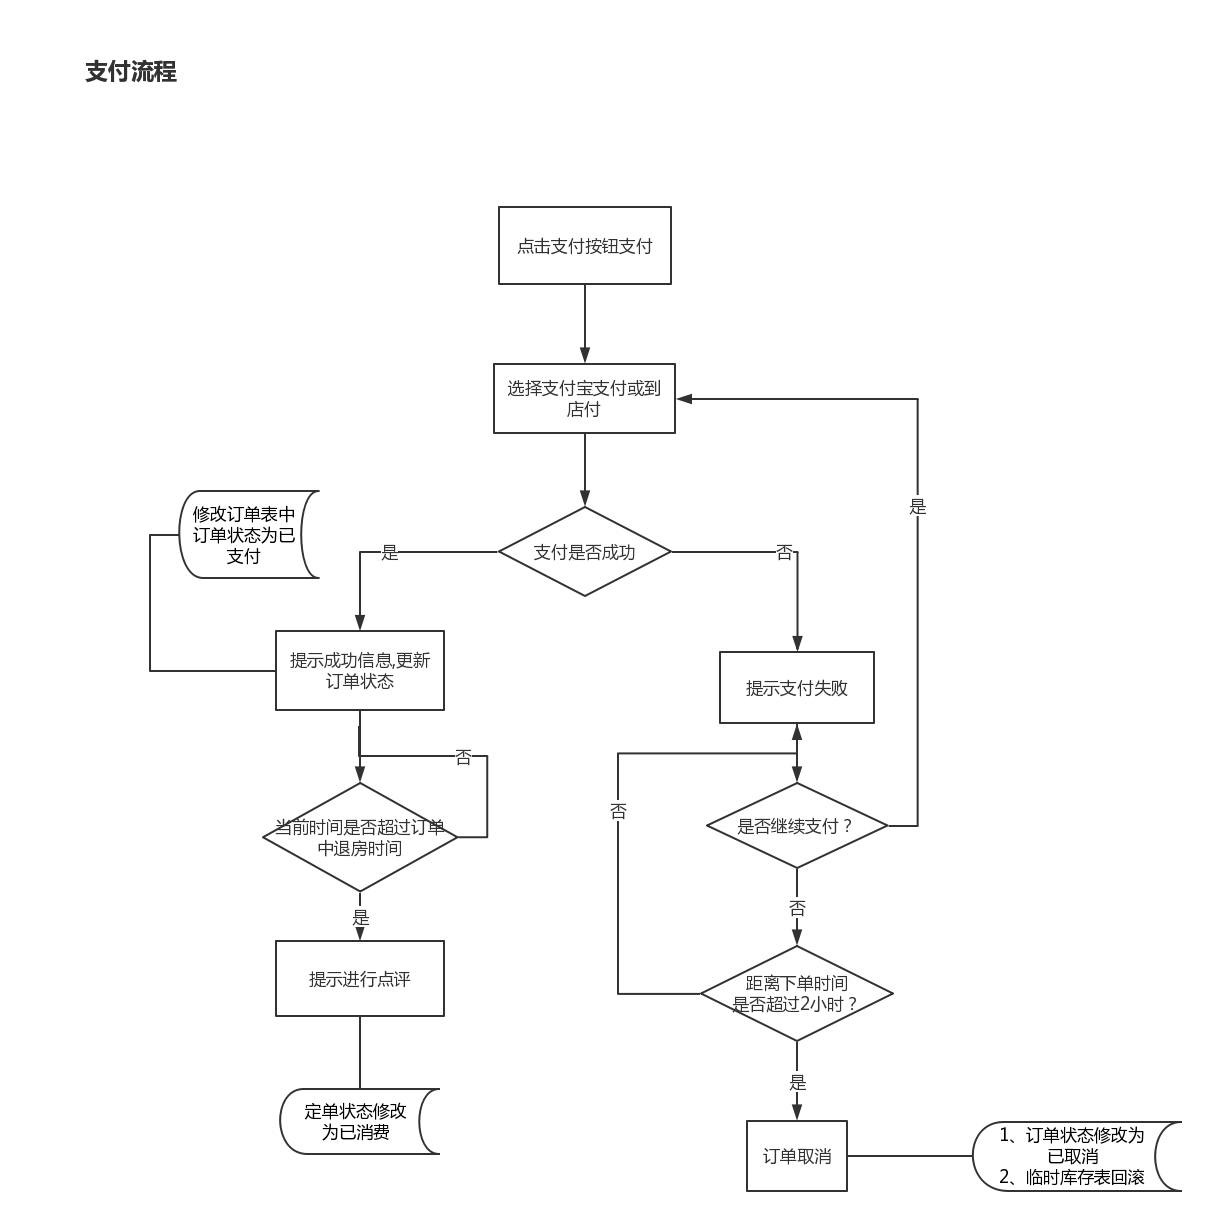 支付流程
点击支付按钮支付
选择支付宝支付或到
店付
是
修改订单表中
订单状态为已
支付
是
支付是否成功
否
提示成功信息,更新
订单状态
提示支付失败
否
否
当前时间是否超过订单
中退房时间
是否继续支付？
是
否
提示进行点评
距离下单时间
是否超过2小时？
是
定单状态修改
为已消费
订单取消
1、订单状态修改为
已取消
2、临时库存表回滚